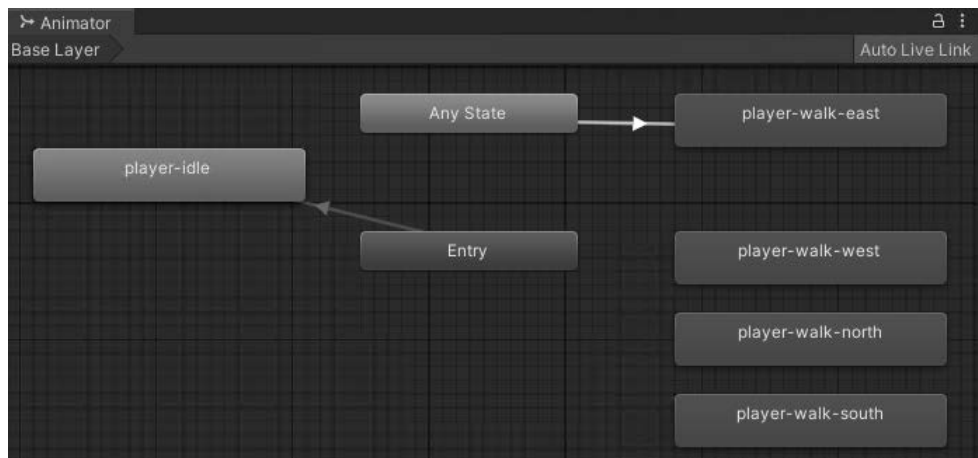 Animator
Base Layer
Auto Live Link
Any State
player-walk-east
player-idle
Entry
player-walk-west
player-walk-north
player-walk-south